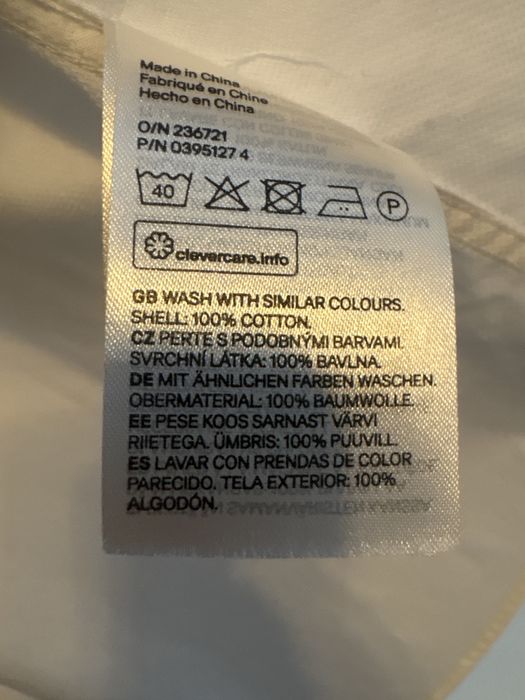 Made in China
Fabriqué en Chine
Hecho en China
O/N 236721
P/N 0395127 4
40 P
clevercare.info
GB WASH WITH SIMILAR COLOURS.
SHELL: 100% COTTON.
CZ PERTE S PODOBNÝMI BARVAMI.
SVRCHNÍ LÁTKA: 100% BAVLNA.
DE MIT ÄHNLICHEN FARBEN WASCHEN.
OBERMATERIAL: 100% BAUMWOLLE.
EE PESE KOOS SARNAST VÄRVI
RIIETEGA. ÜMBRIS: 100% PUUVILL.
ES LAVAR CON PRENDAS DE COLOR
PARECIDO. TELA EXTERIOR: 100%
ALGODÓN.